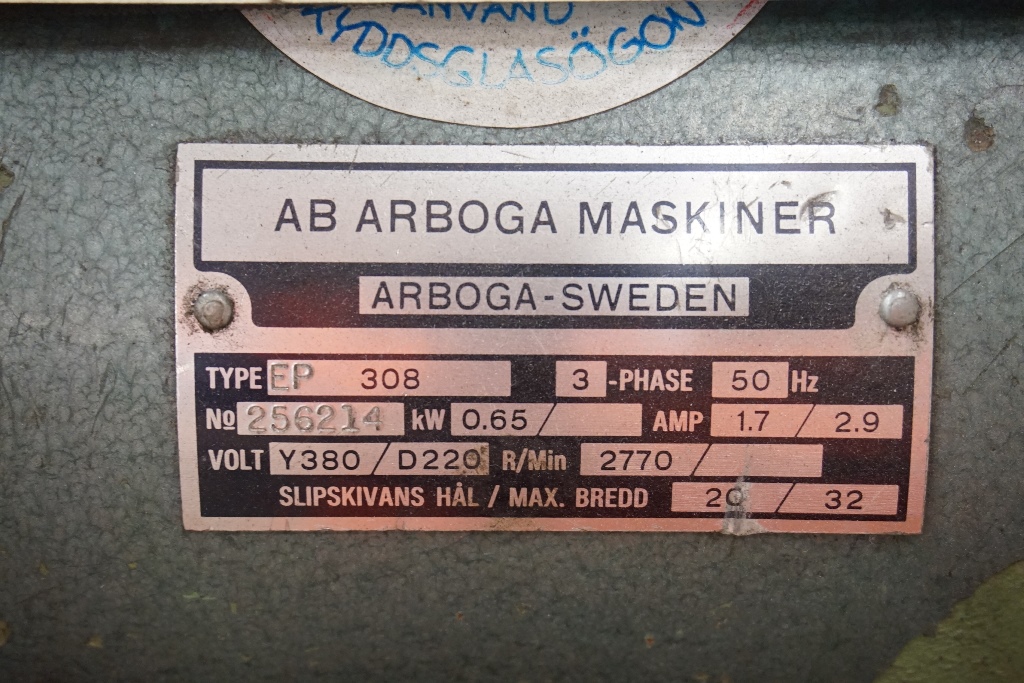 ANVÄND
SKYDDSGLASÖGON
AB ARBOGA MASKINER
ARBOGA-SWEDEN
TYPE EP 308 3 -PHASE 50 Hz
No 256214 kW 0.65 / AMP 1.7 / 2.9
VOLT Y380 / D220 R/Min 2770 /
SLIPSKIVANS HÅL / MAX. BREDD 20 / 32